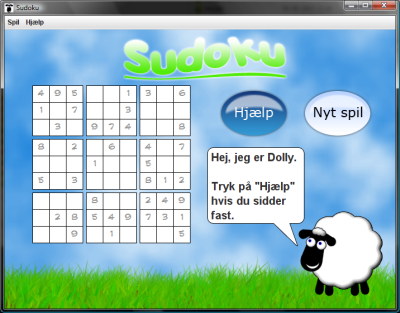 Sudoku
Spil Hjælp
Sudoku
4 9 5 1 3 6
1 7 3
3 9 7 4 8
8 2 6 4 7
1 5
5 3 8 1 2
8 2 4 9
2 8 5 4 9 7 3 1
9 1 5
Hjælp Nyt spil
Hej, jeg er Dolly.
Tryk på "Hjælp"
hvis du sidder
fast.